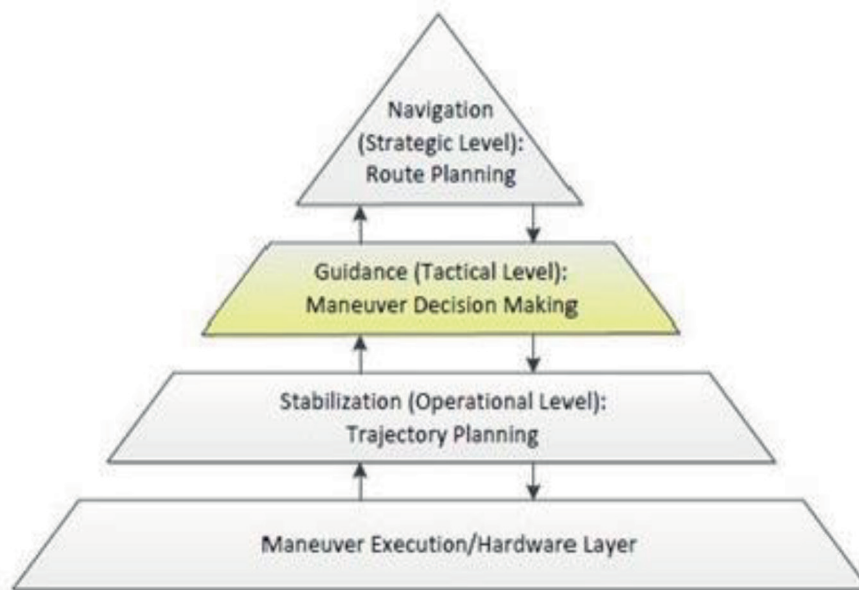 Navigation
(Strategic Level):
Route Planning
Guidance (Tactical Level):
Maneuver Decision Making
Stabilization (Operational Level):
Trajectory Planning
Maneuver Execution/Hardware Layer